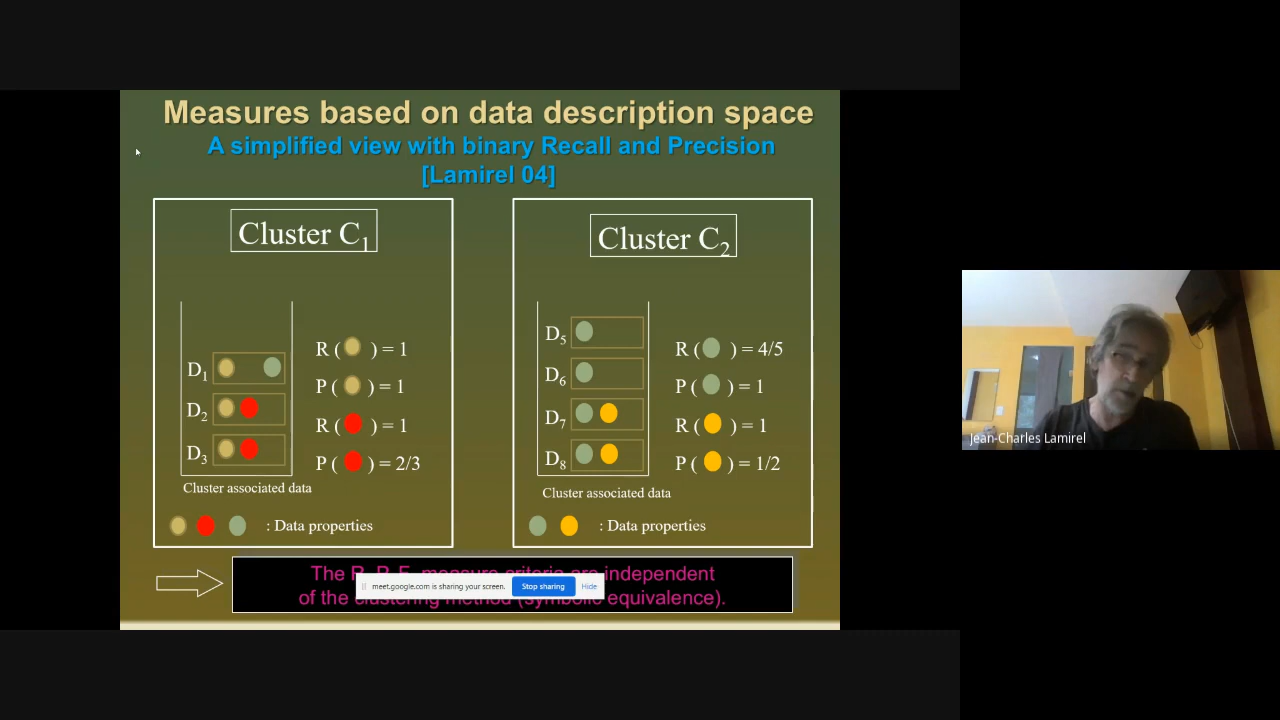 Measures based on data description space
A simplified view with binary Recall and Precision
[Lamirel 04]
Cluster C1
D1
D2
D3
R ( ) = 1
P ( ) = 1
R ( ) = 1
P ( ) = 2/3
Cluster associated data
: Data properties
Cluster C2
D5
D6
D7
D8
R ( ) = 4/5
P ( ) = 1
R ( ) = 1
P ( ) = 1/2
Cluster associated data
: Data properties
The measure criteria are independent
of the clustering method (symbolic equivalence).
meet.google.com is sharing your screen. Stop sharing Hide
Jean-Charles Lamirel